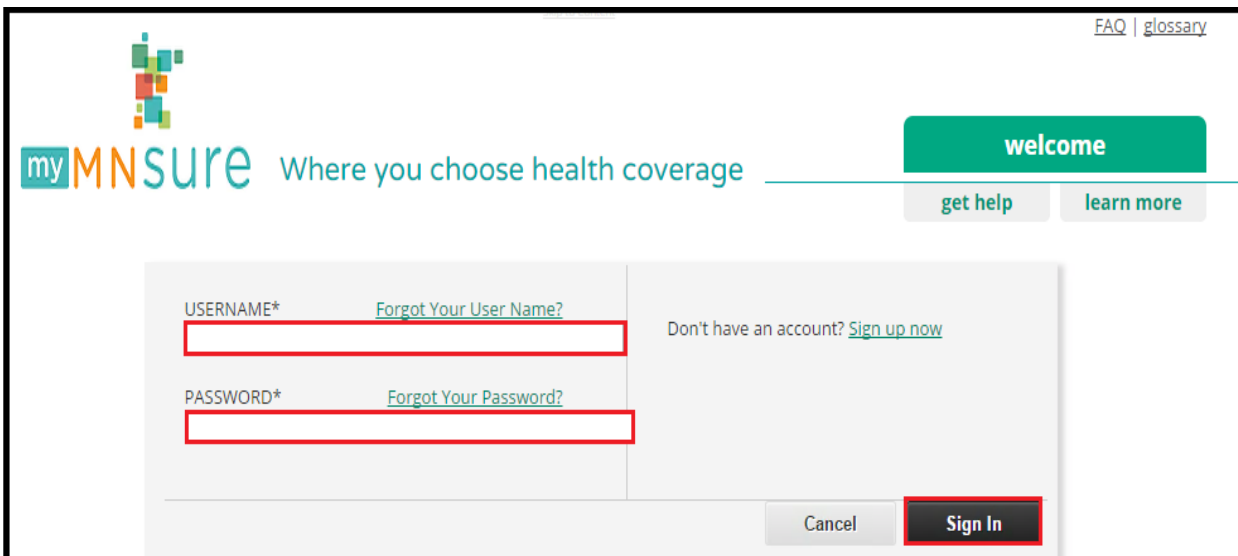 FAQ | glossary
my MNsure
Where you choose health coverage
welcome
get help
learn more
USERNAME*
Forgot Your User Name?
Don't have an account? Sign up now
PASSWORD*
Forgot Your Password?
Cancel
Sign In